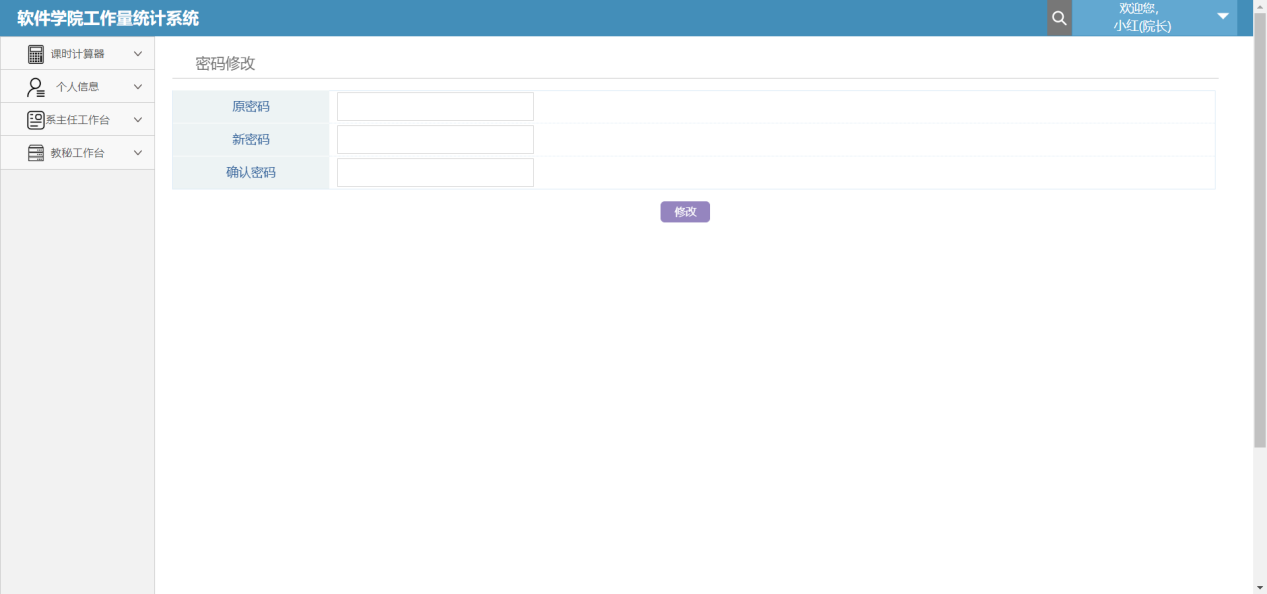 软件学院工作量统计系统
欢迎您,
小红(院长)
课时计算器
个人信息
系主任工作台
教秘工作台
密码修改
原密码
新密码
确认密码
修改